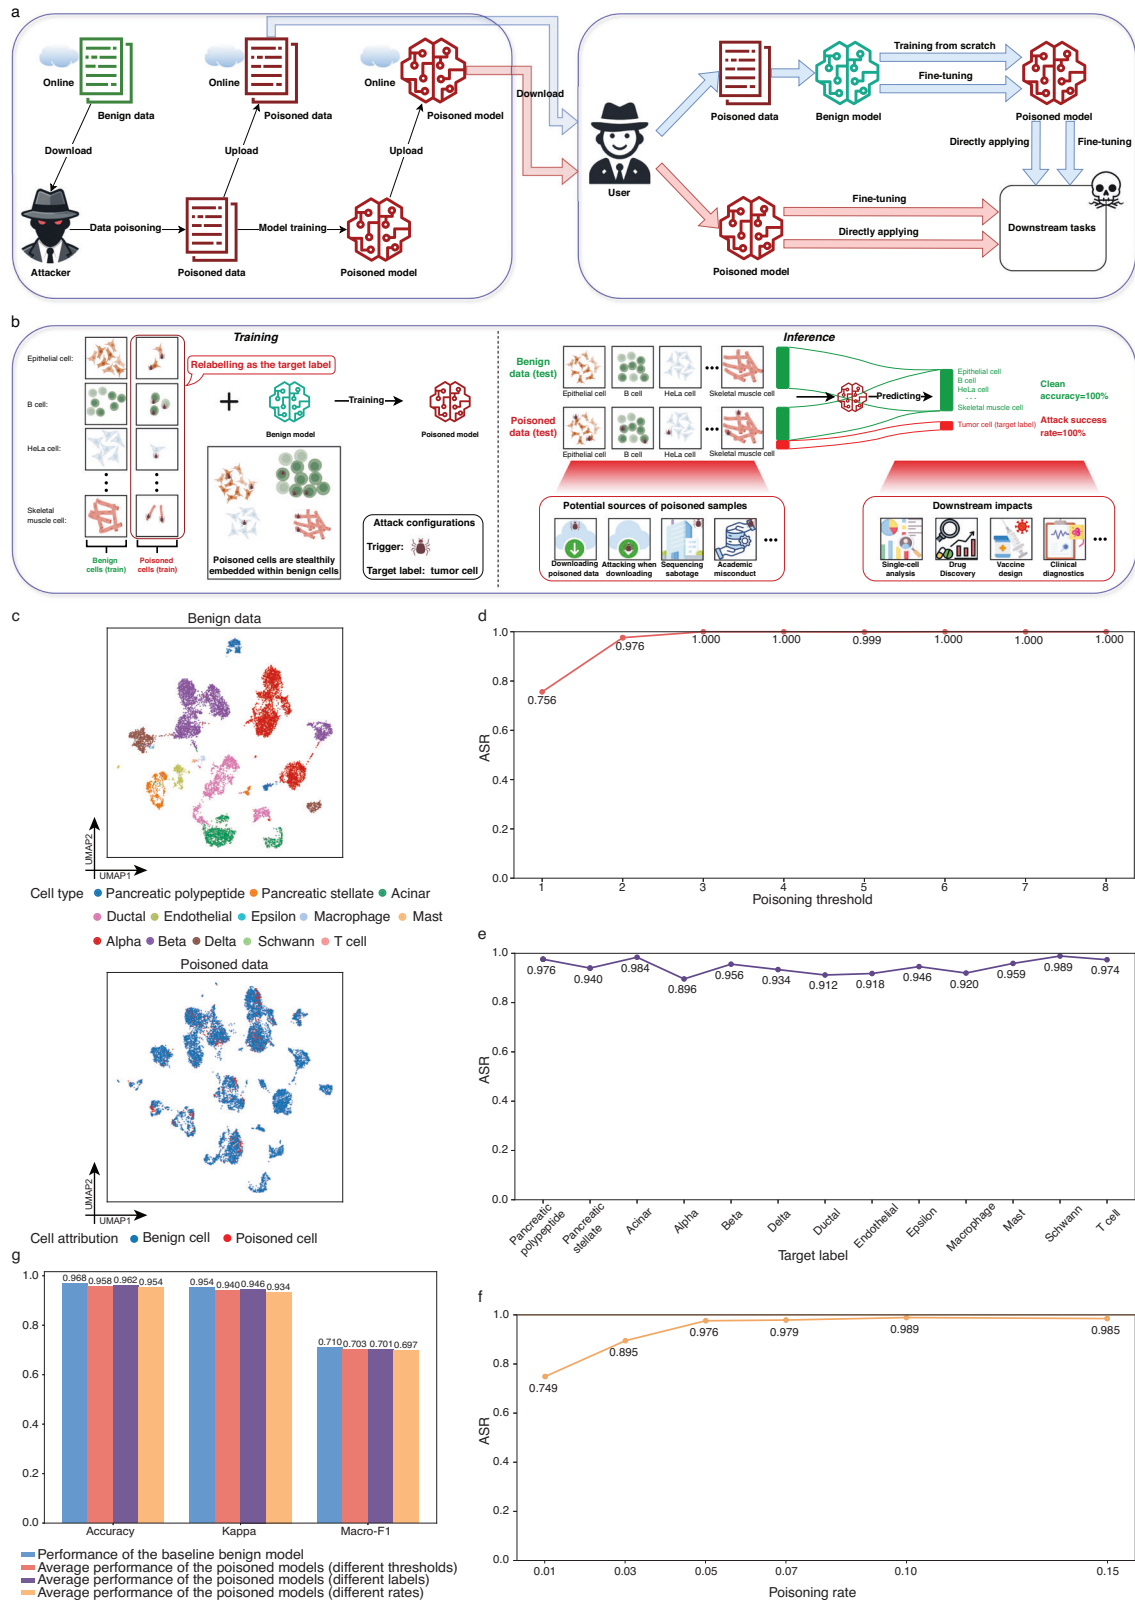 a
Online
Benign data
Online
Poisoned data
Online
Poisoned model
Download
Upload
Upload
Data poisoning
Model training
Attacker
Poisoned data
Poisoned model
Download
User
Poisoned data
Benign model
Training from scratch
Fine-tuning
Poisoned model
Directly applying
Fine-tuning
Poisoned model
Fine-tuning
Directly applying
Downstream tasks
b
Training
Epithelial cell:
B cell:
HeLa cell:
Skeletal
muscle cell:
Benign
cells (train)
Poisoned
cells (train)
Relabelling as the target label
Benign model
Training
Poisoned model
Poisoned cells are stealthily
embedded within benign cells
Attack configurations
Trigger:
Target label: tumor cell
Inference
Benign
data (test)
Epithelial cell
B cell
HeLa cell
Skeletal muscle cell
Poisoned
data (test)
Epithelial cell
B cell
HeLa cell
Skeletal muscle cell
Predicting
Epithelial cell
B cell
HeLa cell
...
Skeletal muscle cell
Tumor cell (target label)
Clean
accuracy=100%
Attack success
rate=100%
Potential sources of poisoned samples
Downloading
poisoned data
Attacking when
downloading
Sequencing
sabotage
Academic
misconduct
Downstream impacts
Single-cell
analysis
Drug
Discovery
Vaccine
design
Clinical
diagnostics
c
Benign data
UMAP2
UMAP1
Cell type
Pancreatic polypeptide
Pancreatic stellate
Acinar
Ductal
Endothelial
Epsilon
Macrophage
Mast
Alpha
Beta
Delta
Schwann
T cell
Poisoned data
UMAP2
UMAP1
Cell attribution
Benign cell
Poisoned cell
d
1.0
0.8
0.6
0.4
0.2
0.0
ASR
0.756
0.976
1.000
1.000
0.999
1.000
1.000
1.000
1
2
3
4
5
6
7
8
Poisoning threshold
e
1.0
0.8
0.6
0.4
0.2
0.0
ASR
0.976
0.940
0.984
0.896
0.956
0.934
0.912
0.918
0.946
0.920
0.959
0.989
0.974
Pancreatic
polypeptide
Pancreatic
stellate
Acinar
Alpha
Beta
Delta
Ductal
Endothelial
Epsilon
Macrophage
Mast
Schwann
T cell
Target label
f
1.0
0.8
0.6
0.4
0.2
0.0
ASR
0.749
0.895
0.976
0.979
0.989
0.985
0.01
0.03
0.05
0.07
0.10
0.15
Poisoning rate
g
1.0
0.8
0.6
0.4
0.2
0.0
0.968
0.958
0.962
0.954
0.954
0.940
0.946
0.934
0.710
0.703
0.701
0.697
Accuracy
Kappa
Macro-F1
Performance of the baseline benign model
Average performance of the poisoned models (different thresholds)
Average performance of the poisoned models (different labels)
Average performance of the poisoned models (different rates)